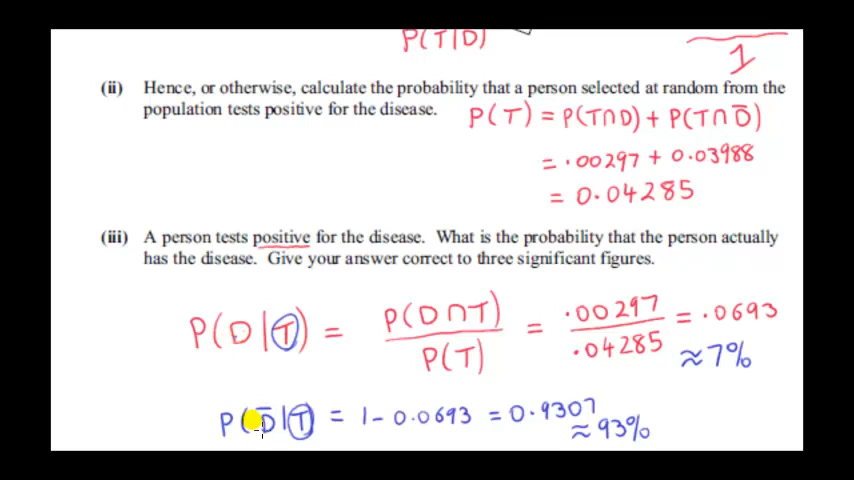 P(T|D)
1
(ii) Hence, or otherwise, calculate the probability that a person selected at random from the
population tests positive for the disease.
P(T) = P(T∩D) + P(T∩D̄)
= .00297 + 0.03988
= 0.04285
(iii) A person tests positive for the disease. What is the probability that the person actually
has the disease. Give your answer correct to three significant figures.
P(D|T) = P(D∩T)/P(T) = .00297/.04285 = .0693
≈7%
P(D̄|T) = 1 - 0.0693 = 0.9307
≈93%